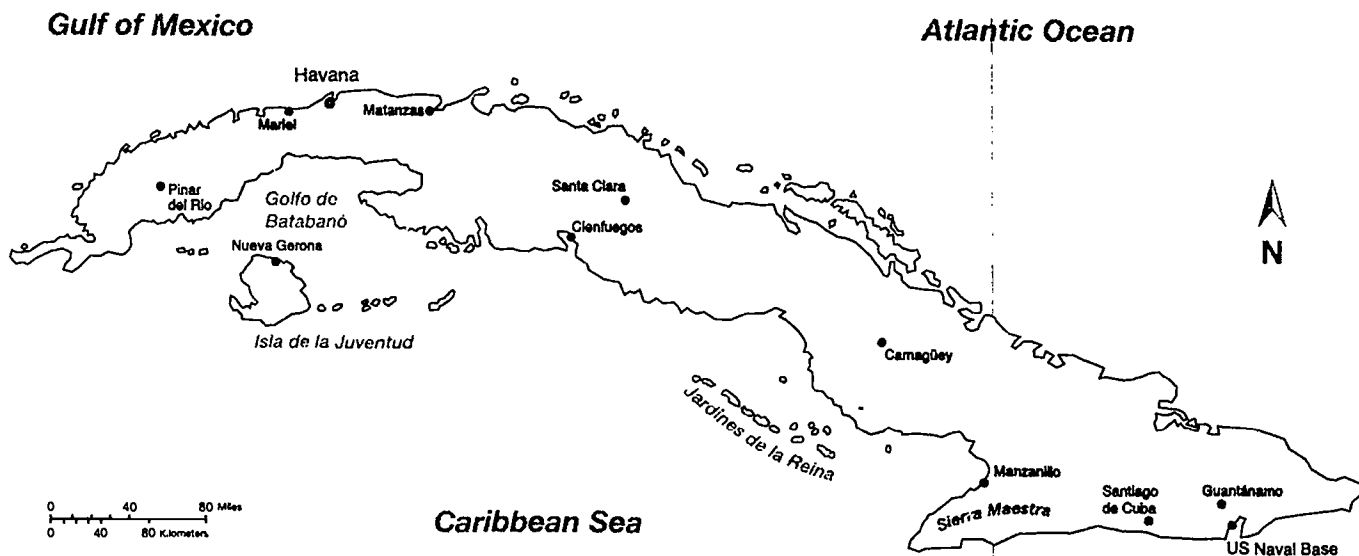 Gulf of Mexico
Atlantic Ocean
Havana
Mariel
Matanzas
Pinar
del Río
Golfo de
Batabanó
Santa Clara
Cienfuegos
Nueva Gerona
N
Isla de la Juventud
Camagüey
Jardines de la Reina
Manzanillo
Sierra Maestra
Santiago
de Cuba
Guantánamo
US Naval Base
0 40 80 Miles
0 40 80 Kilometers
Caribbean Sea